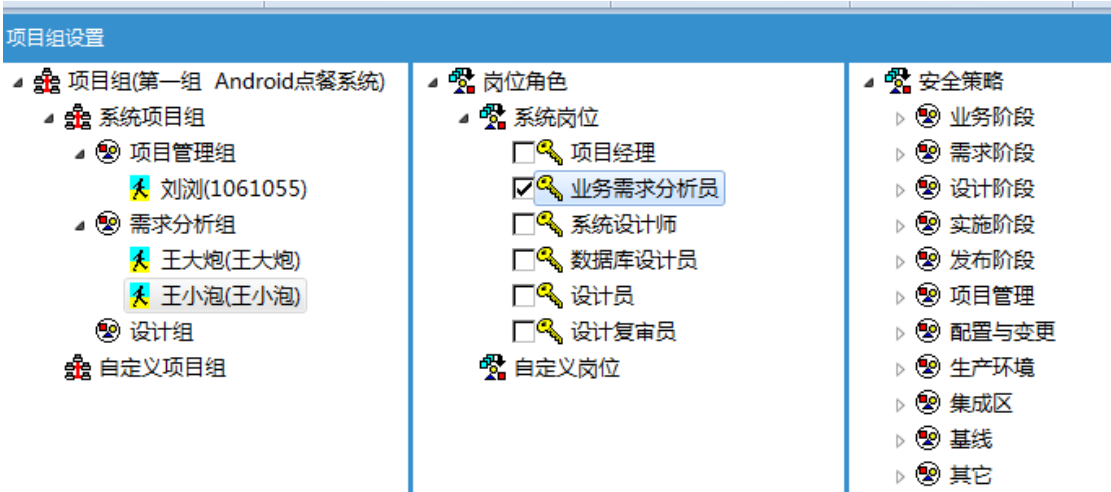 项目组设置
项目组(第一组 Android点餐系统)
系统项目组
项目管理组
刘浏(1061055)
需求分析组
王大炮(王大炮)
王小泡(王小泡)
设计组
自定义项目组
岗位角色
系统岗位
项目经理
业务需求分析员
系统设计师
数据库设计员
设计员
设计复审员
自定义岗位
安全策略
业务阶段
需求阶段
设计阶段
实施阶段
发布阶段
项目管理
配置与变更
生产环境
集成区
基线
其它